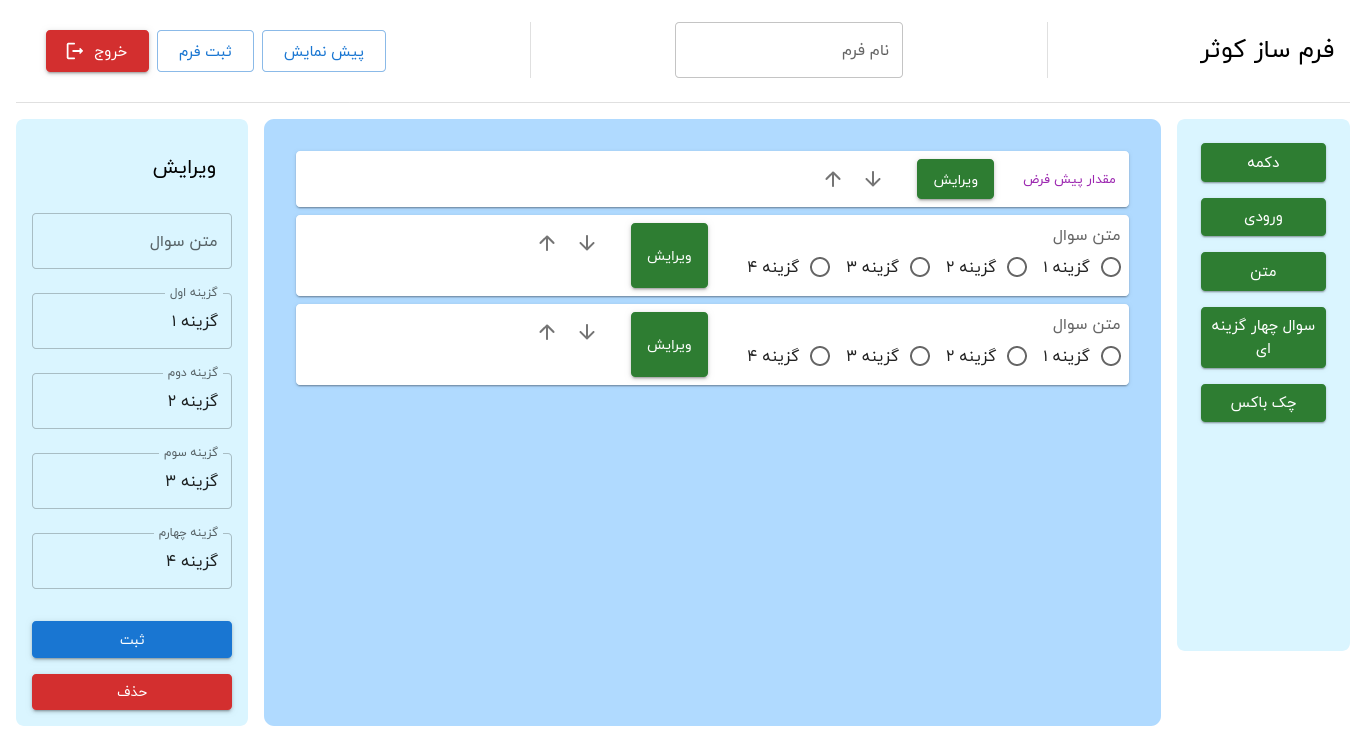 فرم ساز کوثر
نام فرم
پیش نمایش
ثبت فرم
خروج
دکمه
ورودی
متن
سوال چهار گزینه
ای
چک باکس
مقدار پیش فرض
ویرایش
متن سوال
گزینه ۱ گزینه ۲ گزینه ۳ گزینه ۴
ویرایش
متن سوال
گزینه ۱ گزینه ۲ گزینه ۳ گزینه ۴
ویرایش
ویرایش
متن سوال
گزینه اول
گزینه ۱
گزینه دوم
گزینه ۲
گزینه سوم
گزینه ۳
گزینه چهارم
گزینه ۴
ثبت
حذف